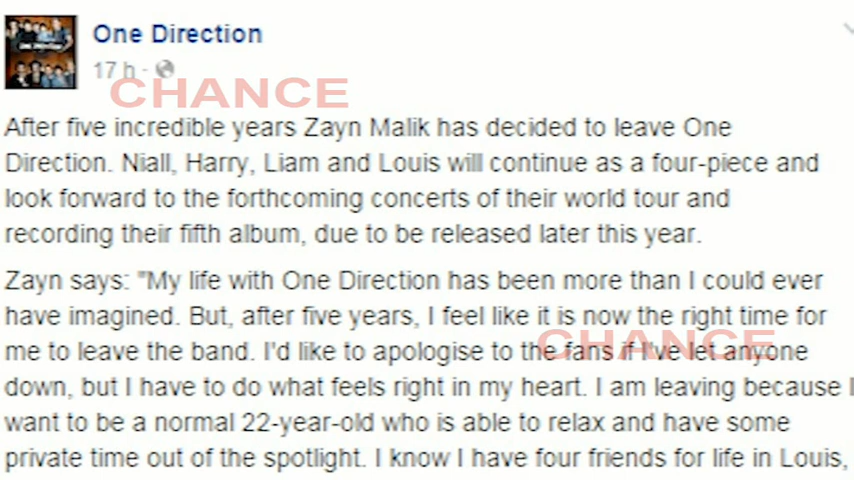 One Direction
17 h ·
CHANCE
After five incredible years Zayn Malik has decided to leave One
Direction. Niall, Harry, Liam and Louis will continue as a four-piece and
look forward to the forthcoming concerts of their world tour and
recording their fifth album, due to be released later this year.
Zayn says: "My life with One Direction has been more than I could ever
have imagined. But, after five years, I feel like it is now the right time for
CHANCE
me to leave the band. I'd like to apologise to the fans if I've let anyone
down, but I have to do what feels right in my heart. I am leaving because I
want to be a normal 22-year-old who is able to relax and have some
private time out of the spotlight. I know I have four friends for life in Louis,